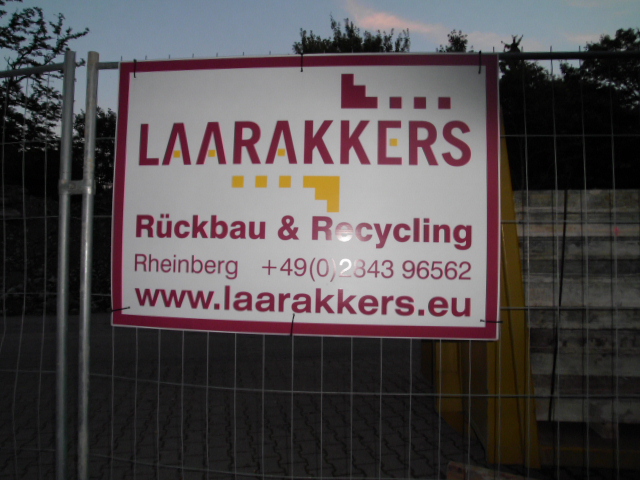 LAARAKKERS
Rückbau & Recycling
Rheinberg +49(0)2843 96562
www.laarakkers.eu